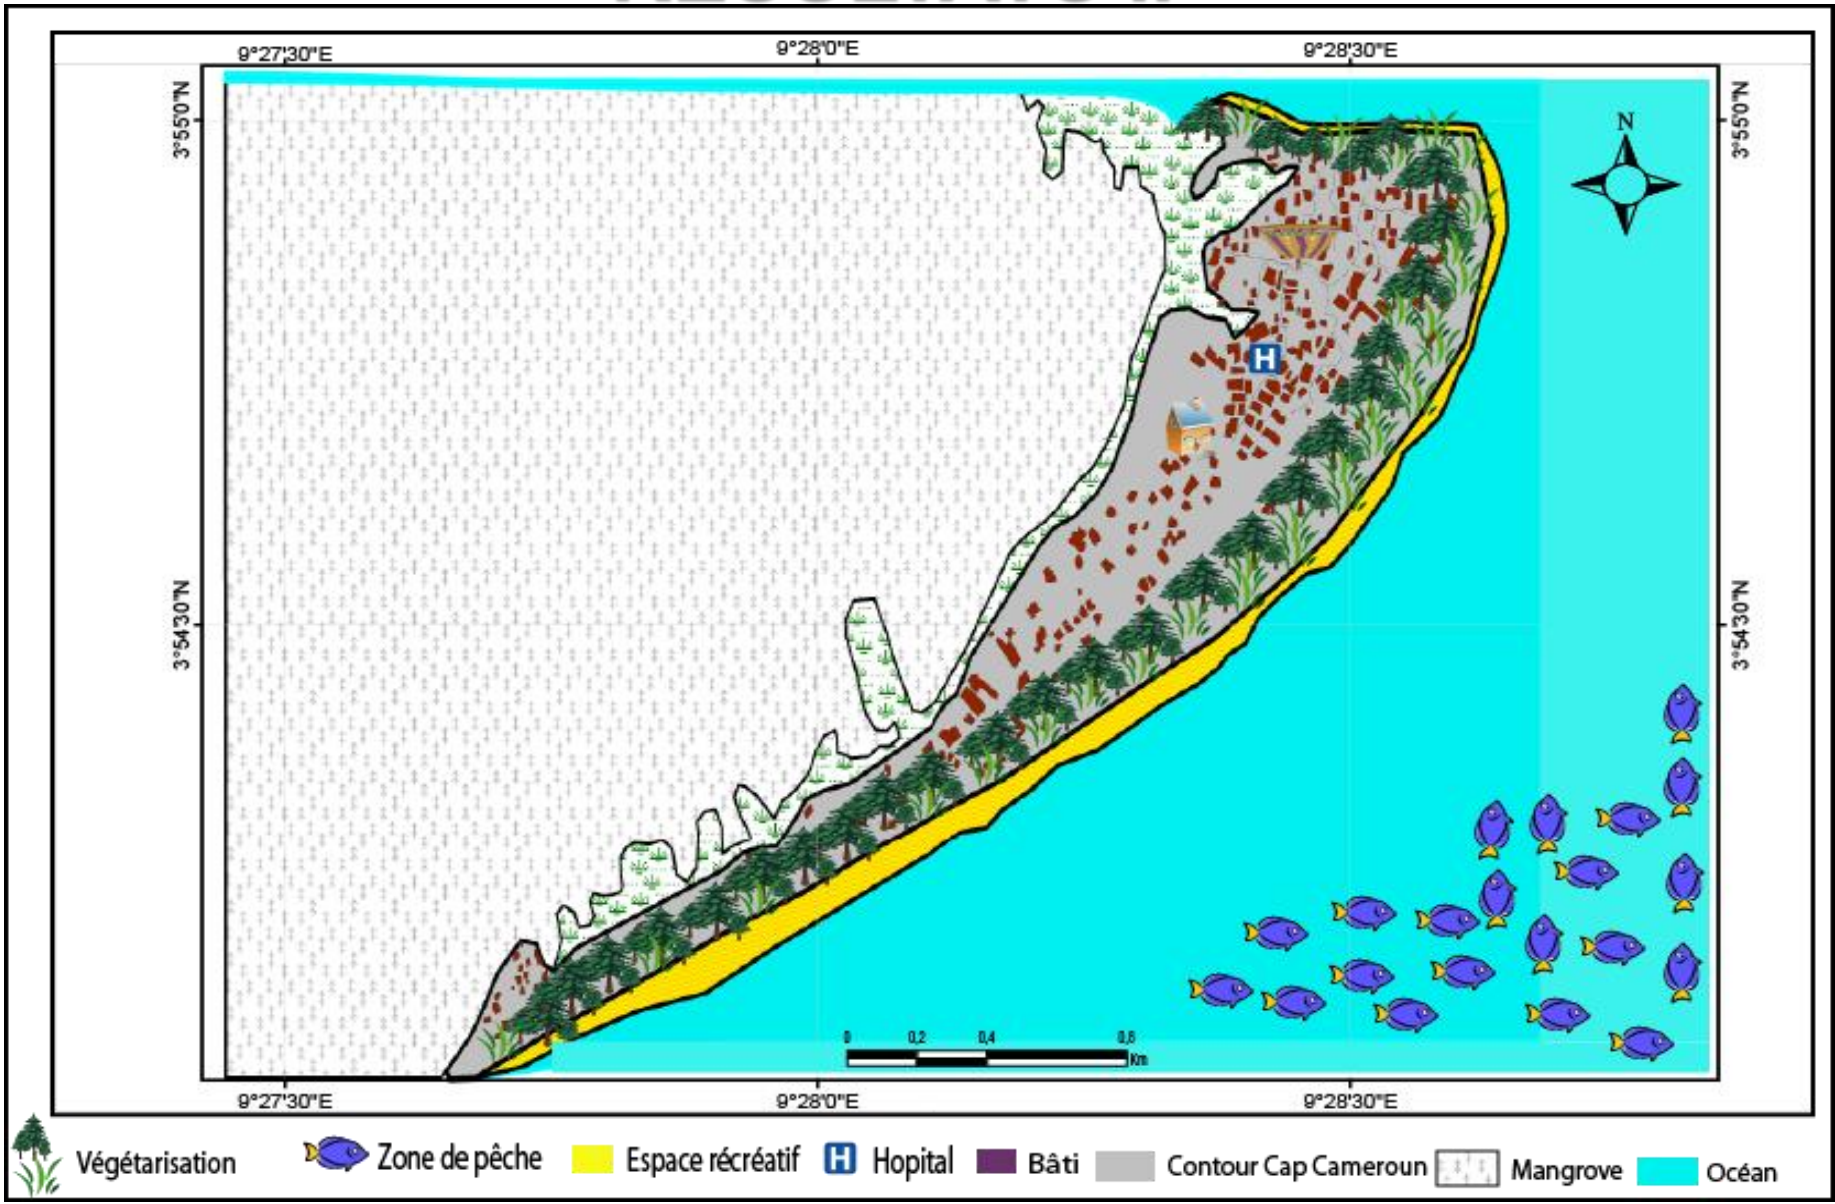 9°27'30"E 9°28'0"E 9°28'30"E
3°55'0"N
3°55'0"N
N
H
3°54'30"N
3°54'30"N
0 0,2 0,4 0,8
Km
9°27'30"E 9°28'0"E 9°28'30"E
Végétarisation Zone de pêche Espace récréatif H Hopital Bâti Contour Cap Cameroun Mangrove Océan